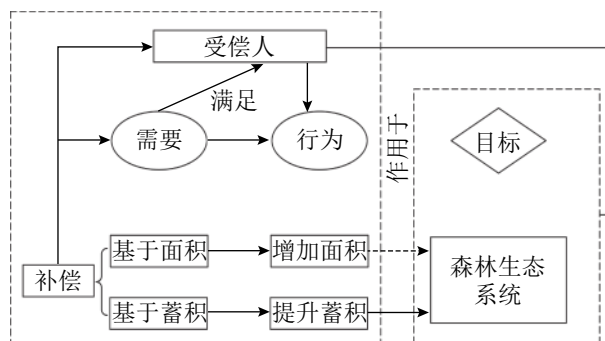 受偿人
满足
需要
行为
作用于
目标
补偿
基于面积
增加面积
基于蓄积
提升蓄积
森林生态
系统